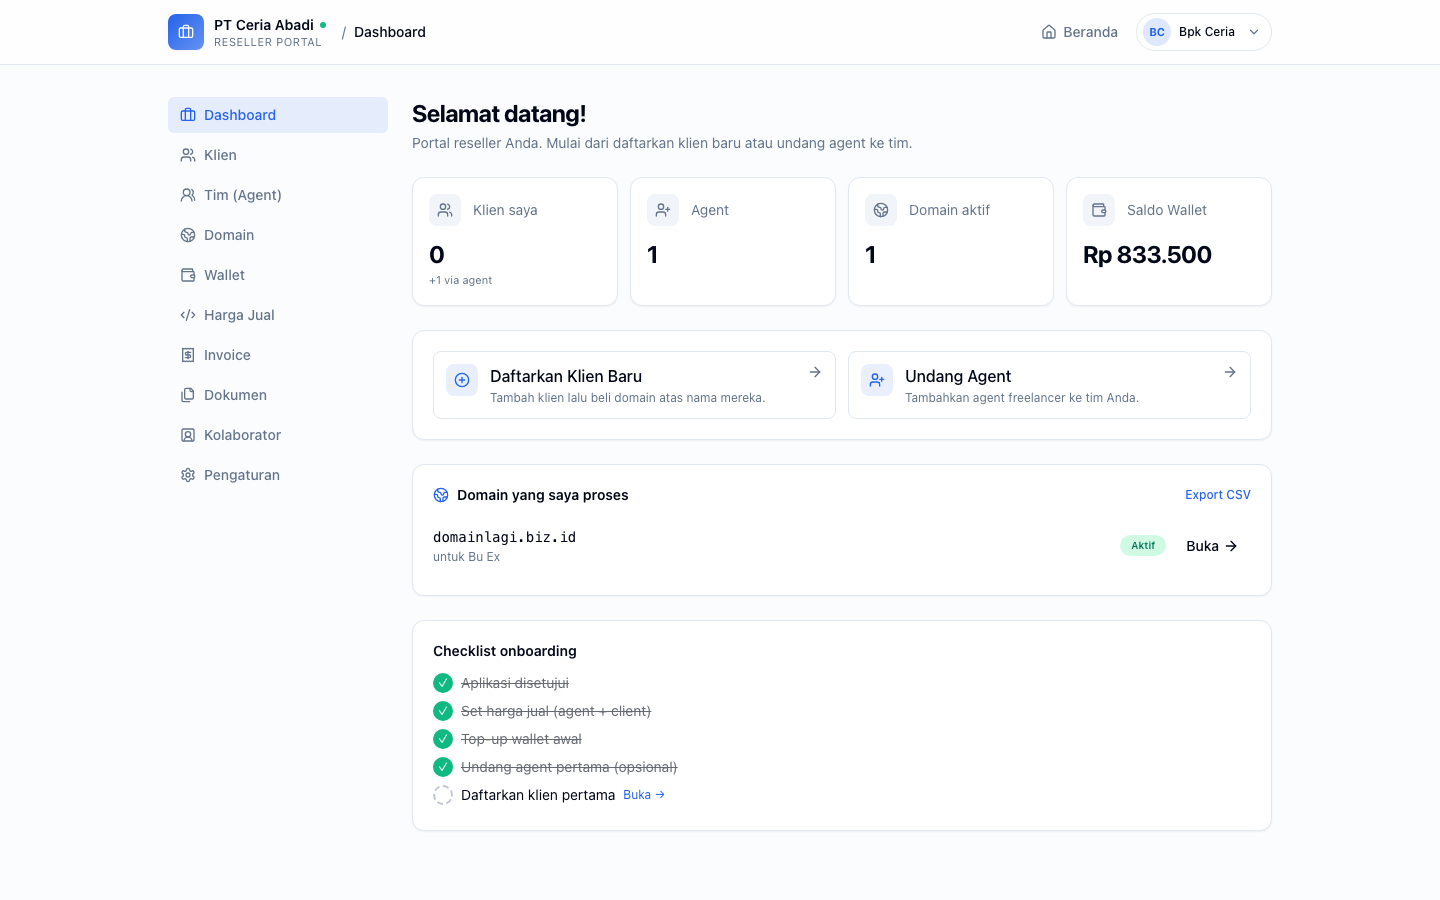 PT Ceria Abadi
RESELLER PORTAL
/ Dashboard
Beranda
BC Bpk Ceria
Dashboard
Klien
Tim (Agent)
Domain
Wallet
Harga Jual
Invoice
Dokumen
Kolaborator
Pengaturan
Selamat datang!
Portal reseller Anda. Mulai dari daftarkan klien baru atau undang agent ke tim.
Klien saya
0
+1 via agent
Agent
1
Domain aktif
1
Saldo Wallet
Rp 833.500
Daftarkan Klien Baru
Tambah klien lalu beli domain atas nama mereka.
Undang Agent
Tambahkan agent freelancer ke tim Anda.
Domain yang saya proses
Export CSV
domainlagi.biz.id
untuk Bu Ex
Aktif
Buka →
Checklist onboarding
Aplikasi disetujui
Set harga jual (agent + client)
Top-up wallet awal
Undang agent pertama (opsional)
Daftarkan klien pertama Buka →